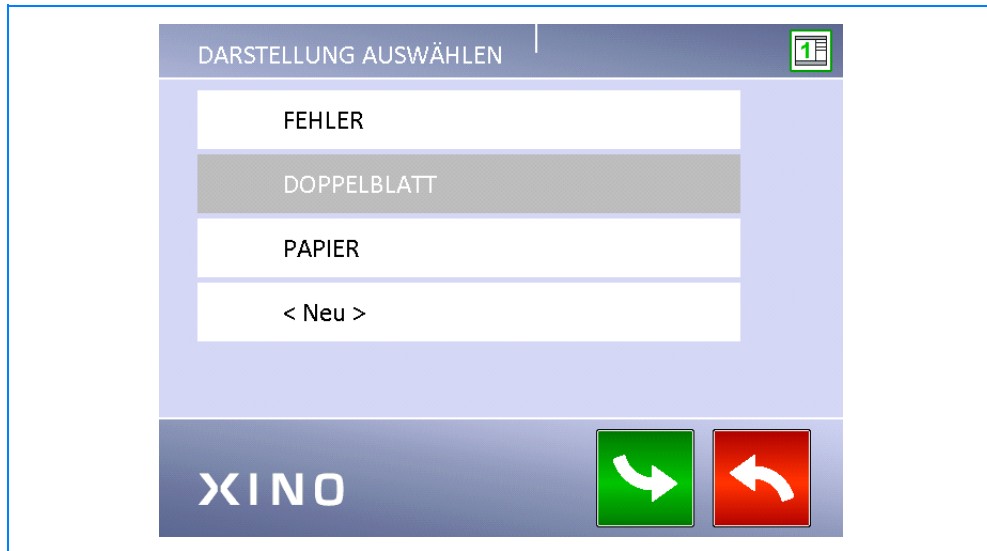 DARSTELLUNG AUSWÄHLEN
1
FEHLER
DOPPELBLATT
PAPIER
< Neu >
XINO